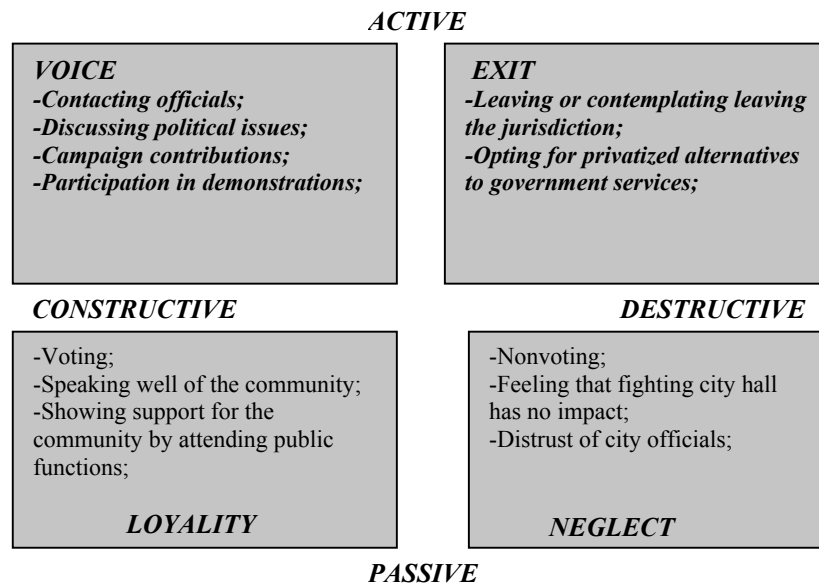 ACTIVE
VOICE
-Contacting officials;
-Discussing political issues;
-Campaign contributions;
-Participation in demonstrations;
EXIT
-Leaving or contemplating leaving
the jurisdiction;
-Opting for privatized alternatives
to government services;
CONSTRUCTIVE
DESTRUCTIVE
-Voting;
-Speaking well of the community;
-Showing support for the
community by attending public
functions;
LOYALITY
-Nonvoting;
-Feeling that fighting city hall
has no impact;
-Distrust of city officials;
NEGLECT
PASSIVE